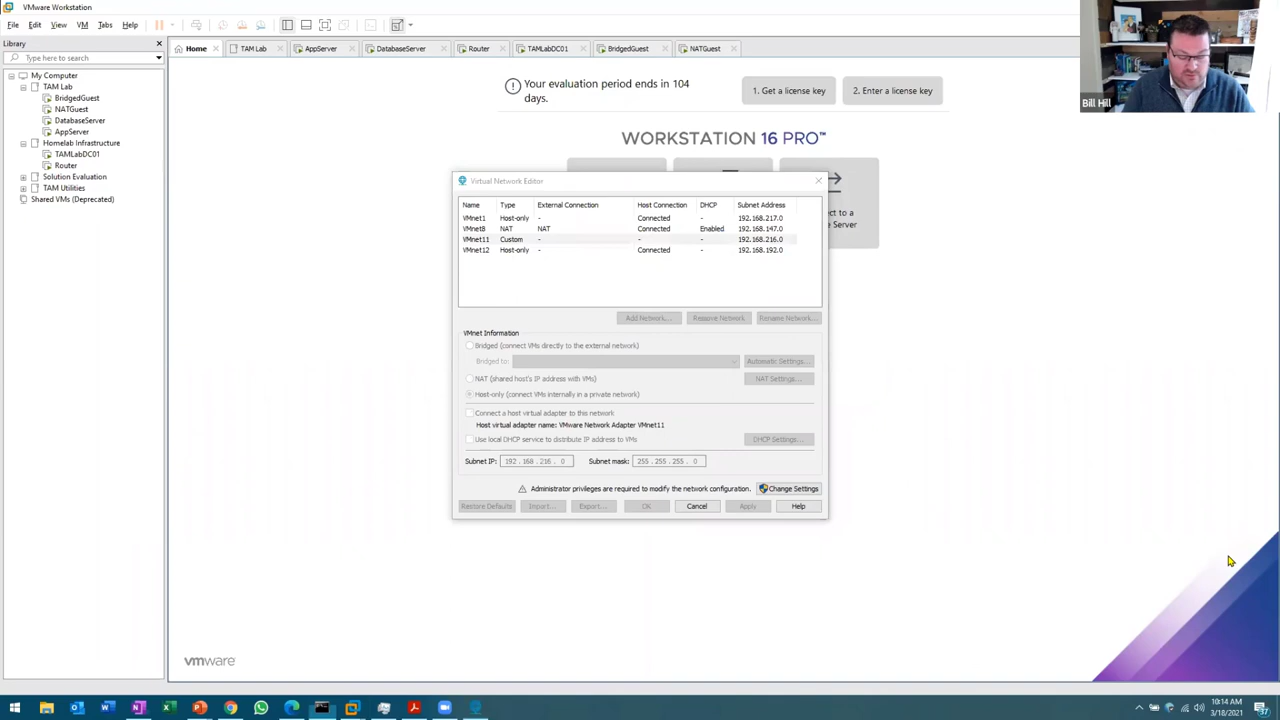 VMware Workstation
File Edit View VM Tabs Help
Library
Type here to search
My Computer
TAM Lab
BridgedGuest
NATGuest
DatabaseServer
AppServer
Homelab Infrastructure
TAMLabDC01
Router
Solution Evaluation
TAM Utilities
Shared VMs (Deprecated)
Home TAM Lab AppServer DatabaseServer Router TAMLabDC01 BridgedGuest NATGuest
Your evaluation period ends in 104
days.
1. Get a license key 2. Enter a license key
WORKSTATION 16 PRO™
Virtual Network Editor
Name Type External Connection Host Connection DHCP Subnet Address
VMnet1 Host-only - Connected - 192.168.217.0
VMnet8 NAT NAT Connected Enabled 192.168.147.0
VMnet11 Custom - - - 192.168.216.0
VMnet12 Host-only - Connected - 192.168.192.0
Add Network... Remove Network Rename Network...
VMnet Information
Bridged (connect VMs directly to the external network)
Bridged to: Automatic Settings...
NAT (shared host's IP address with VMs) NAT Settings...
Host-only (connect VMs internally in a private network)
Connect a host virtual adapter to this network
Host virtual adapter name: VMware Network Adapter VMnet11
Use local DHCP service to distribute IP address to VMs DHCP Settings...
Subnet IP: 192 . 168 . 216 . 0 Subnet mask: 255 . 255 . 255 . 0
Administrator privileges are required to modify the network configuration. Change Settings
Restore Defaults Import... Export... OK Cancel Apply Help
ct to a
Server
Bill Hill
vmware
10:14 AM
3/18/2021
37